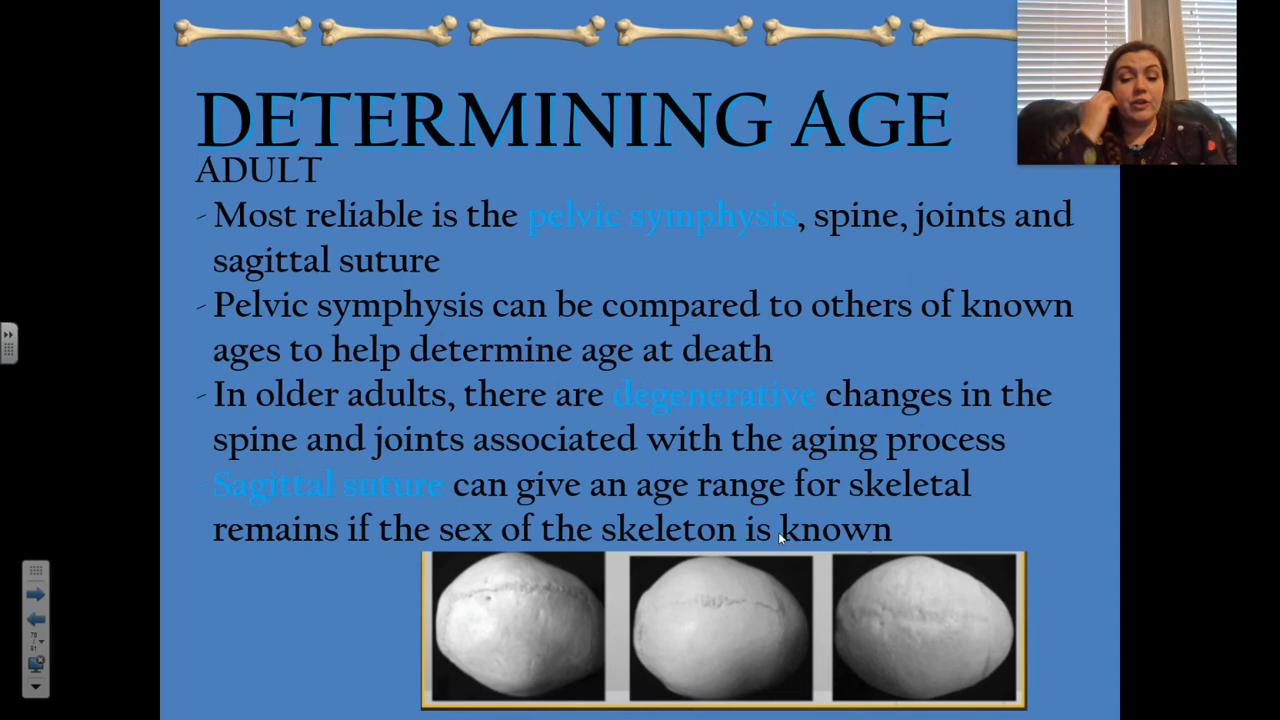 DETERMINING AGE
ADULT
- Most reliable is the pelvic symphysis, spine, joints and
sagittal suture
- Pelvic symphysis can be compared to others of known
ages to help determine age at death
- In older adults, there are degenerative changes in the
spine and joints associated with the aging process
- Sagittal suture can give an age range for skeletal
remains if the sex of the skeleton is known